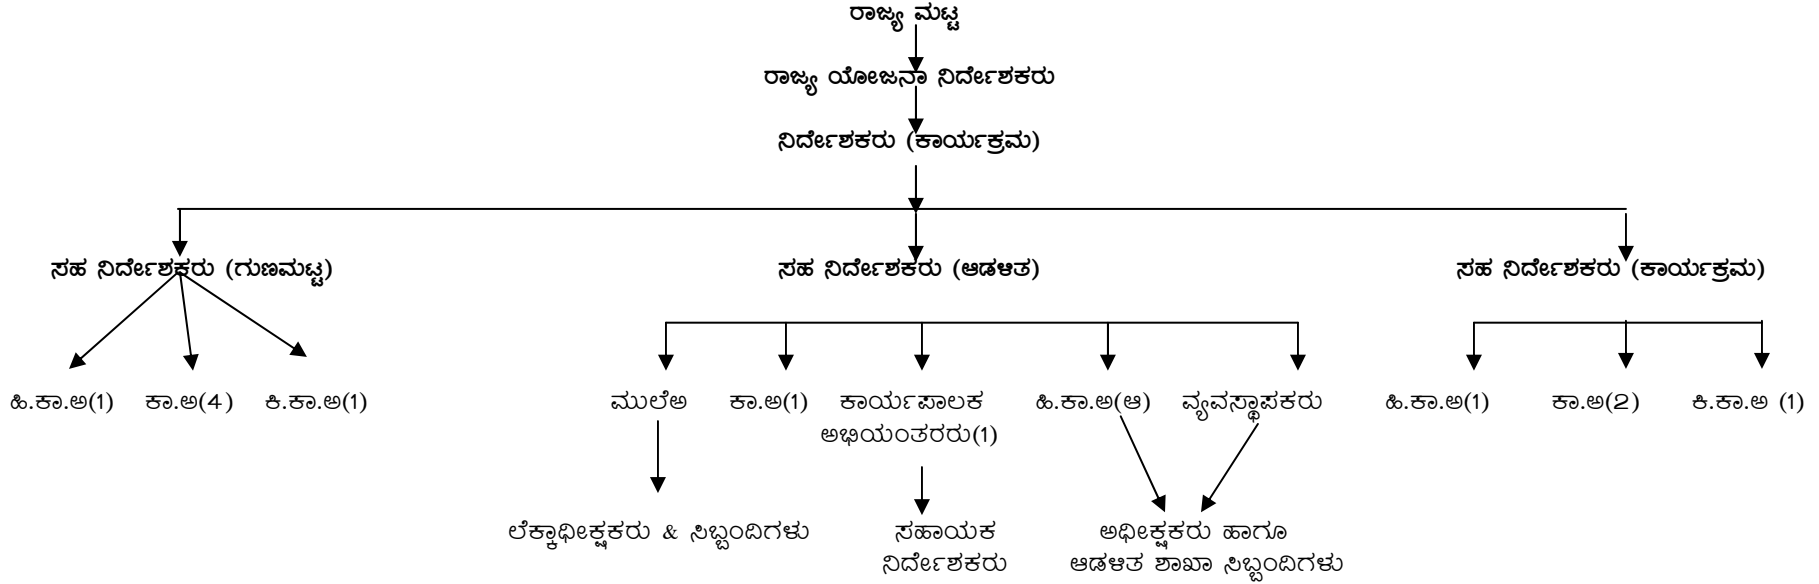 ರಾಜ್ಯ ಮಟ್ಟ
ರಾಜ್ಯ ಯೋಜನಾ ನಿರ್ದೇಶಕರು
ನಿರ್ದೇಶಕರು (ಕಾರ್ಯಕ್ರಮ)
ಸಹ ನಿರ್ದೇಶಕರು (ಗುಣಮಟ್ಟ) ಸಹ ನಿರ್ದೇಶಕರು (ಆಡಳಿತ) ಸಹ ನಿರ್ದೇಶಕರು (ಕಾರ್ಯಕ್ರಮ)
ಹಿ.ಕಾ.ಅ(1) ಕಾ.ಅ(4) ಕಿ.ಕಾ.ಅ(1) ಮುಲೆಅ ಕಾ.ಅ(1) ಕಾರ್ಯಪಾಲಕ ಹಿ.ಕಾ.ಅ(ಆ) ವ್ಯವಸ್ಥಾಪಕರು ಹಿ.ಕಾ.ಅ(1) ಕಾ.ಅ(2) ಕಿ.ಕಾ.ಅ (1)
ಅಭಿಯಂತರರು(1)
ಲೆಕ್ಕಾಧೀಕ್ಷಕರು & ಸಿಬ್ಬಂದಿಗಳು ಸಹಾಯಕ ಅಧೀಕ್ಷಕರು ಹಾಗೂ
ನಿರ್ದೇಶಕರು ಆಡಳಿತ ಶಾಖಾ ಸಿಬ್ಬಂದಿಗಳು